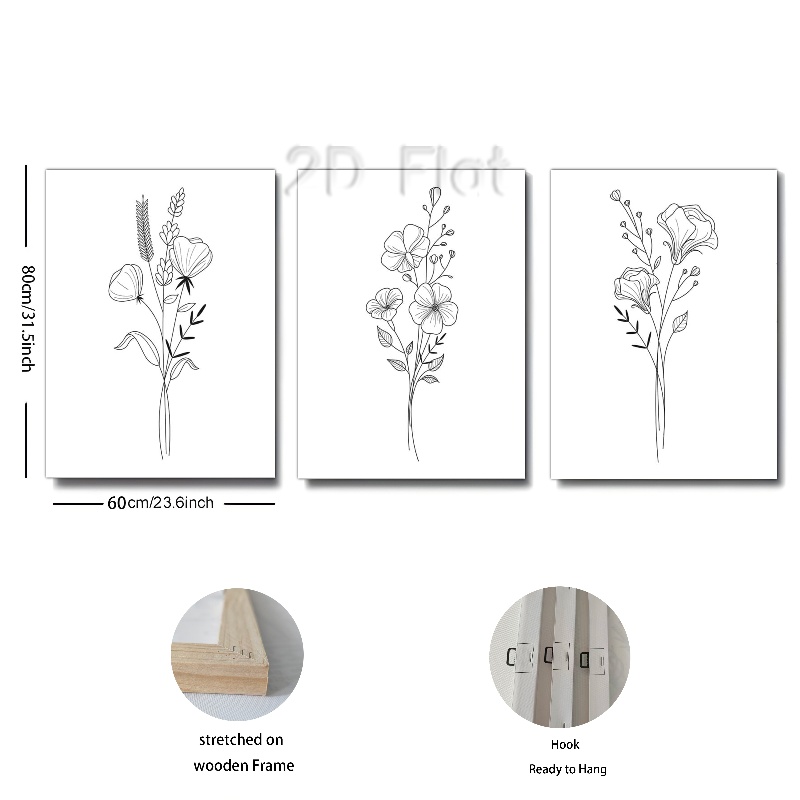 2D Flat
80cm/31.5inch
60cm/23.6inch
stretched on
wooden Frame
Hook
Ready to Hang